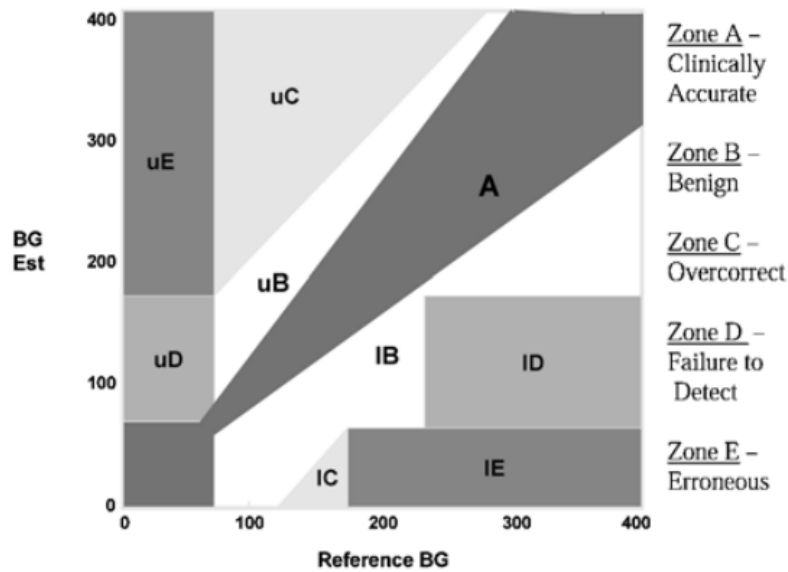 400
300
200
100
0
BG
Est
uE
uC
A
uB
uD
lB
lD
lC
lE
0 100 200 300 400
Reference BG
Zone A –
Clinically
Accurate
Zone B –
Benign
Zone C –
Overcorrect
Zone D –
Failure to
Detect
Zone E –
Erroneous